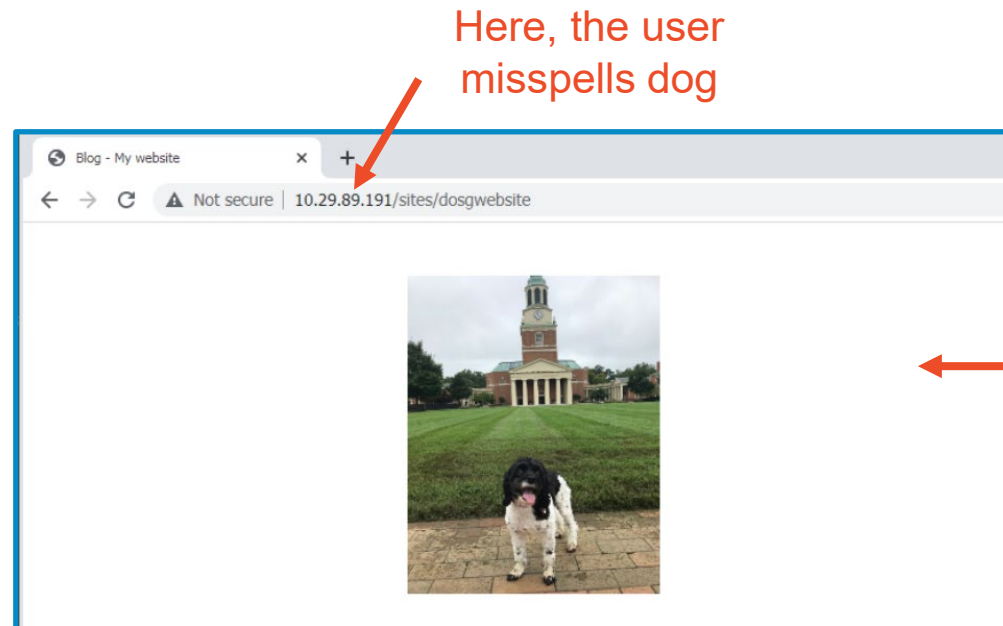 Here, the user
misspells dog
Blog - My website
Not secure | 10.29.89.191/sites/dosgwebsite